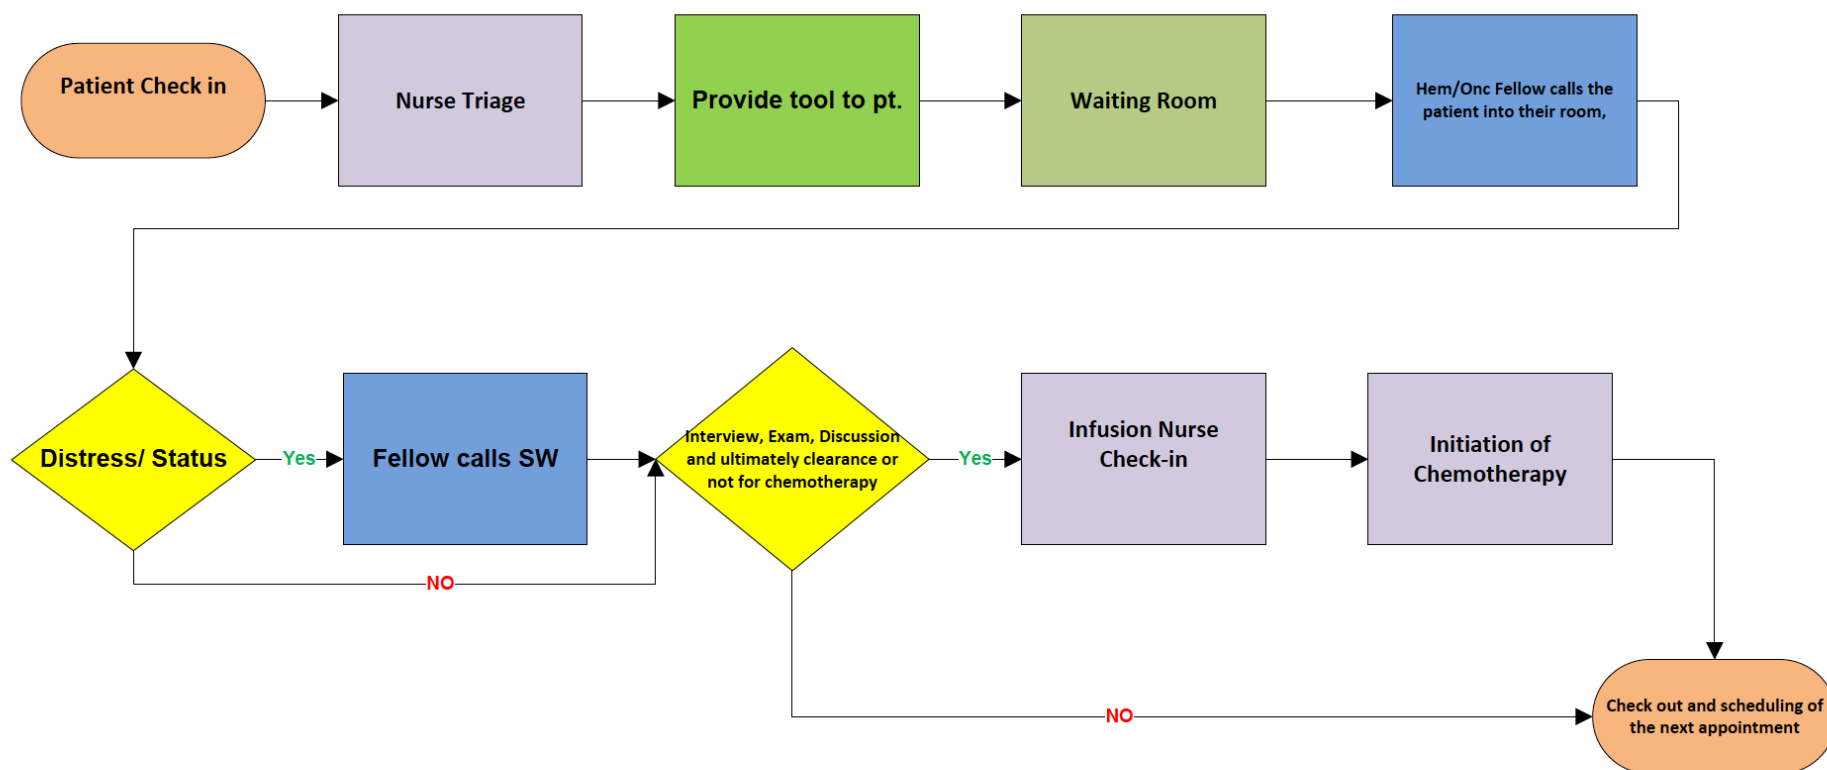 Patient Check in
Nurse Triage
Provide tool to pt.
Waiting Room
Hem/Onc Fellow calls the
patient into their room,
Distress/ Status
Yes
Fellow calls SW
Interview, Exam, Discussion
and ultimately clearance or
not for chemotherapy
Yes
Infusion Nurse
Check-in
Initiation of
Chemotherapy
NO
NO
Check out and scheduling of
the next appointment